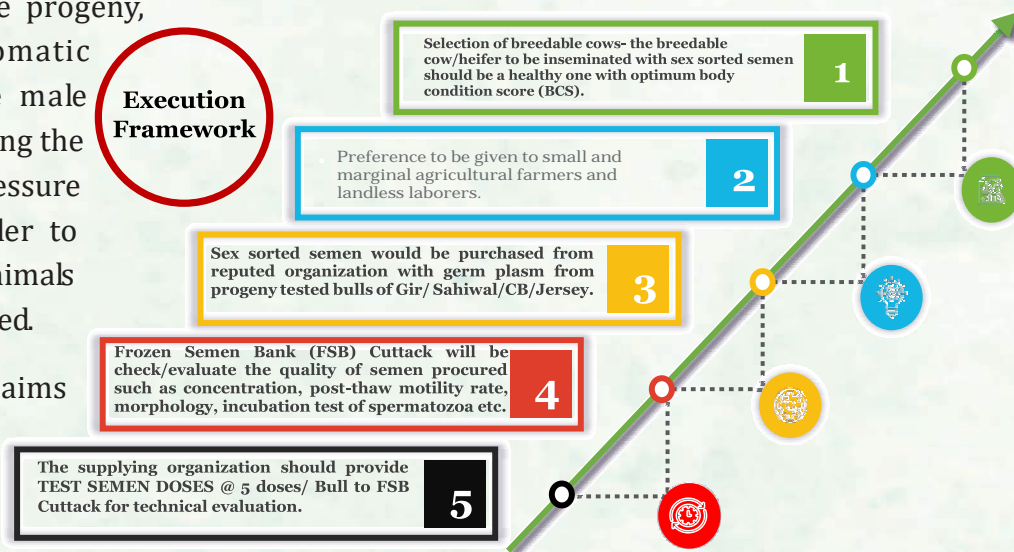 e progeny,
omatic
e male
ng the
essure
ler to
nimals
ed.
aims
Execution
Framework
Selection of breedable cows- the breedable
cow/heifer to be inseminated with sex sorted semen
should be a healthy one with optimum body
condition score (BCS).
1
Preference to be given to small and
marginal agricultural farmers and
landless laborers.
2
Sex sorted semen would be purchased from
reputed organization with germ plasm from
progeny tested bulls of Gir/ Sahiwal/CB/Jersey.
3
Frozen Semen Bank (FSB) Cuttack will be
check/evaluate the quality of semen procured
such as concentration, post-thaw motility rate,
morphology, incubation test of spermatozoa etc.
4
The supplying organization should provide
TEST SEMEN DOSES @ 5 doses/ Bull to FSB
Cuttack for technical evaluation.
5